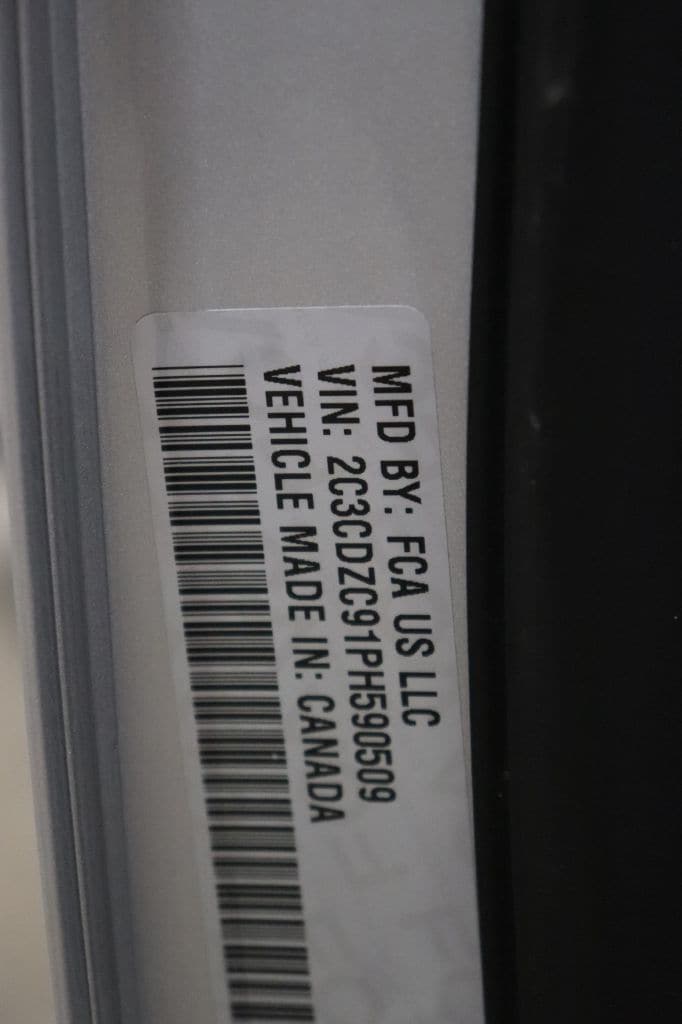 MFD BY: FCA US LLC
VIN: 2C3CDZC91PH590509
VEHICLE MADE IN: CANADA